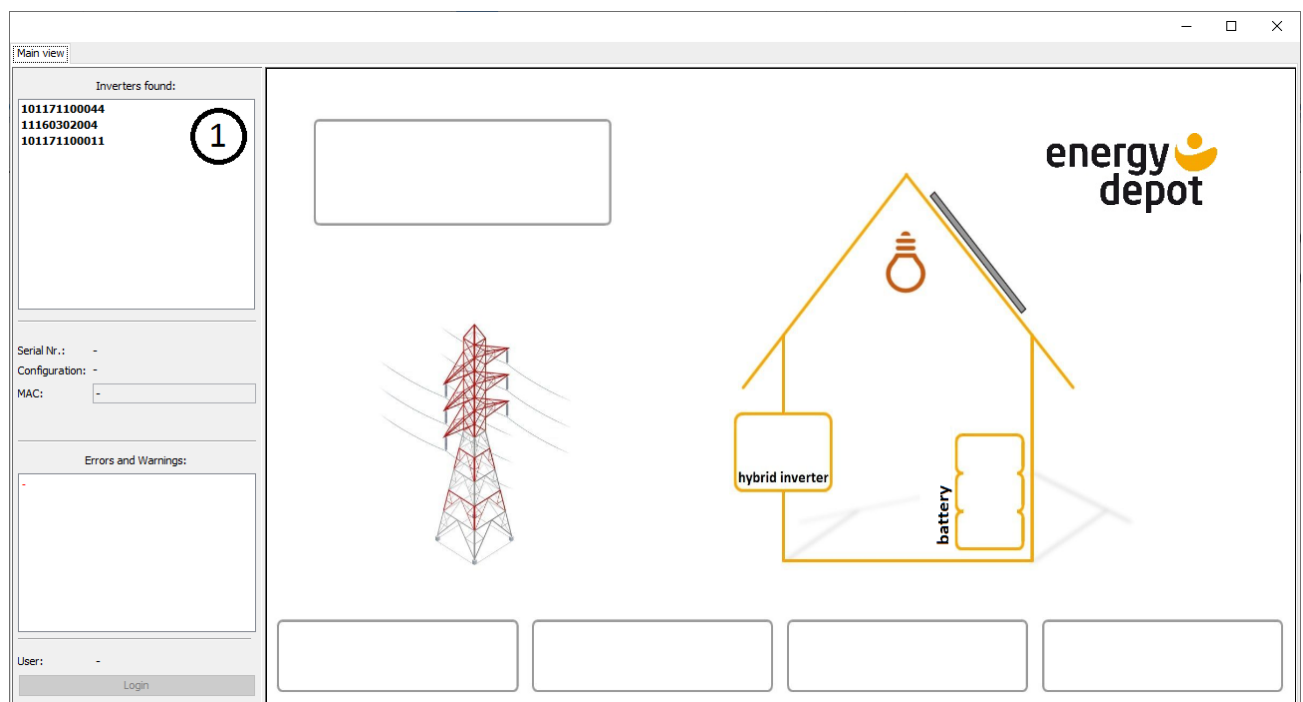 Main view
Inverters found:
101171100044
11160302004
101171100011
1
Serial Nr.: -
Configuration: -
MAC: -
Errors and Warnings:
-
User: -
Login
energy
depot
hybrid inverter
battery